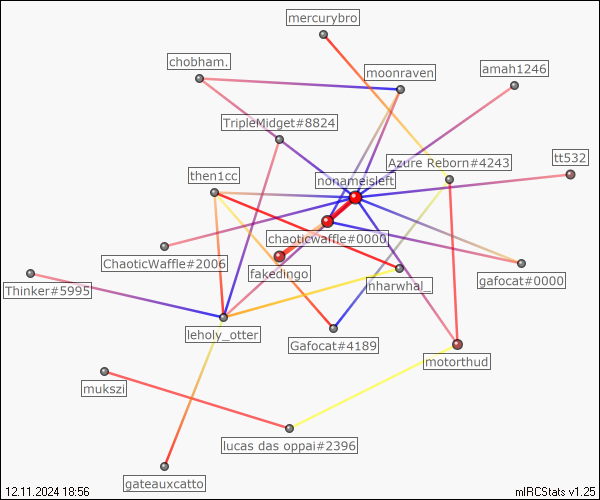 mercurybro
chobham.
moonraven
amah1246
TripleMidget#8824
Azure Reborn#4243
tt532
then1cc
nonameisleft
chaoticwaffle#0000
ChaoticWaffle#2006
fakedingo
nharwhal_
gafocat#0000
Thinker#5995
leholy_otter
Gafocat#4189
motorthud
mukszi
lucas das oppai#2396
gateauxcatto
12.11.2024 18:56
mIRCStats v1.25